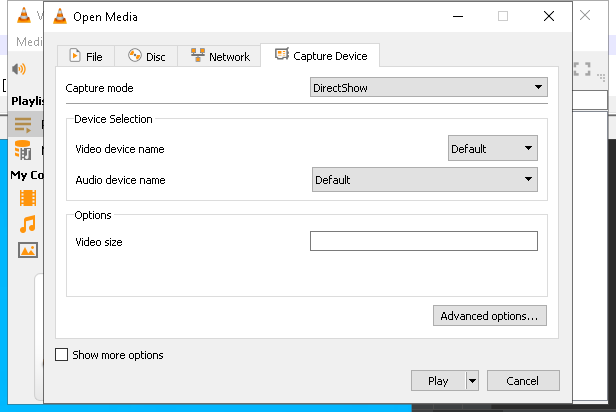 Open Media
Medi
File
Disc
Network
Capture Device
Capture mode
DirectShow
Playlis
Device Selection
Video device name
Default
Audio device name
Default
My Co
Options
Video size
Advanced options...
Show more options
Play
Cancel